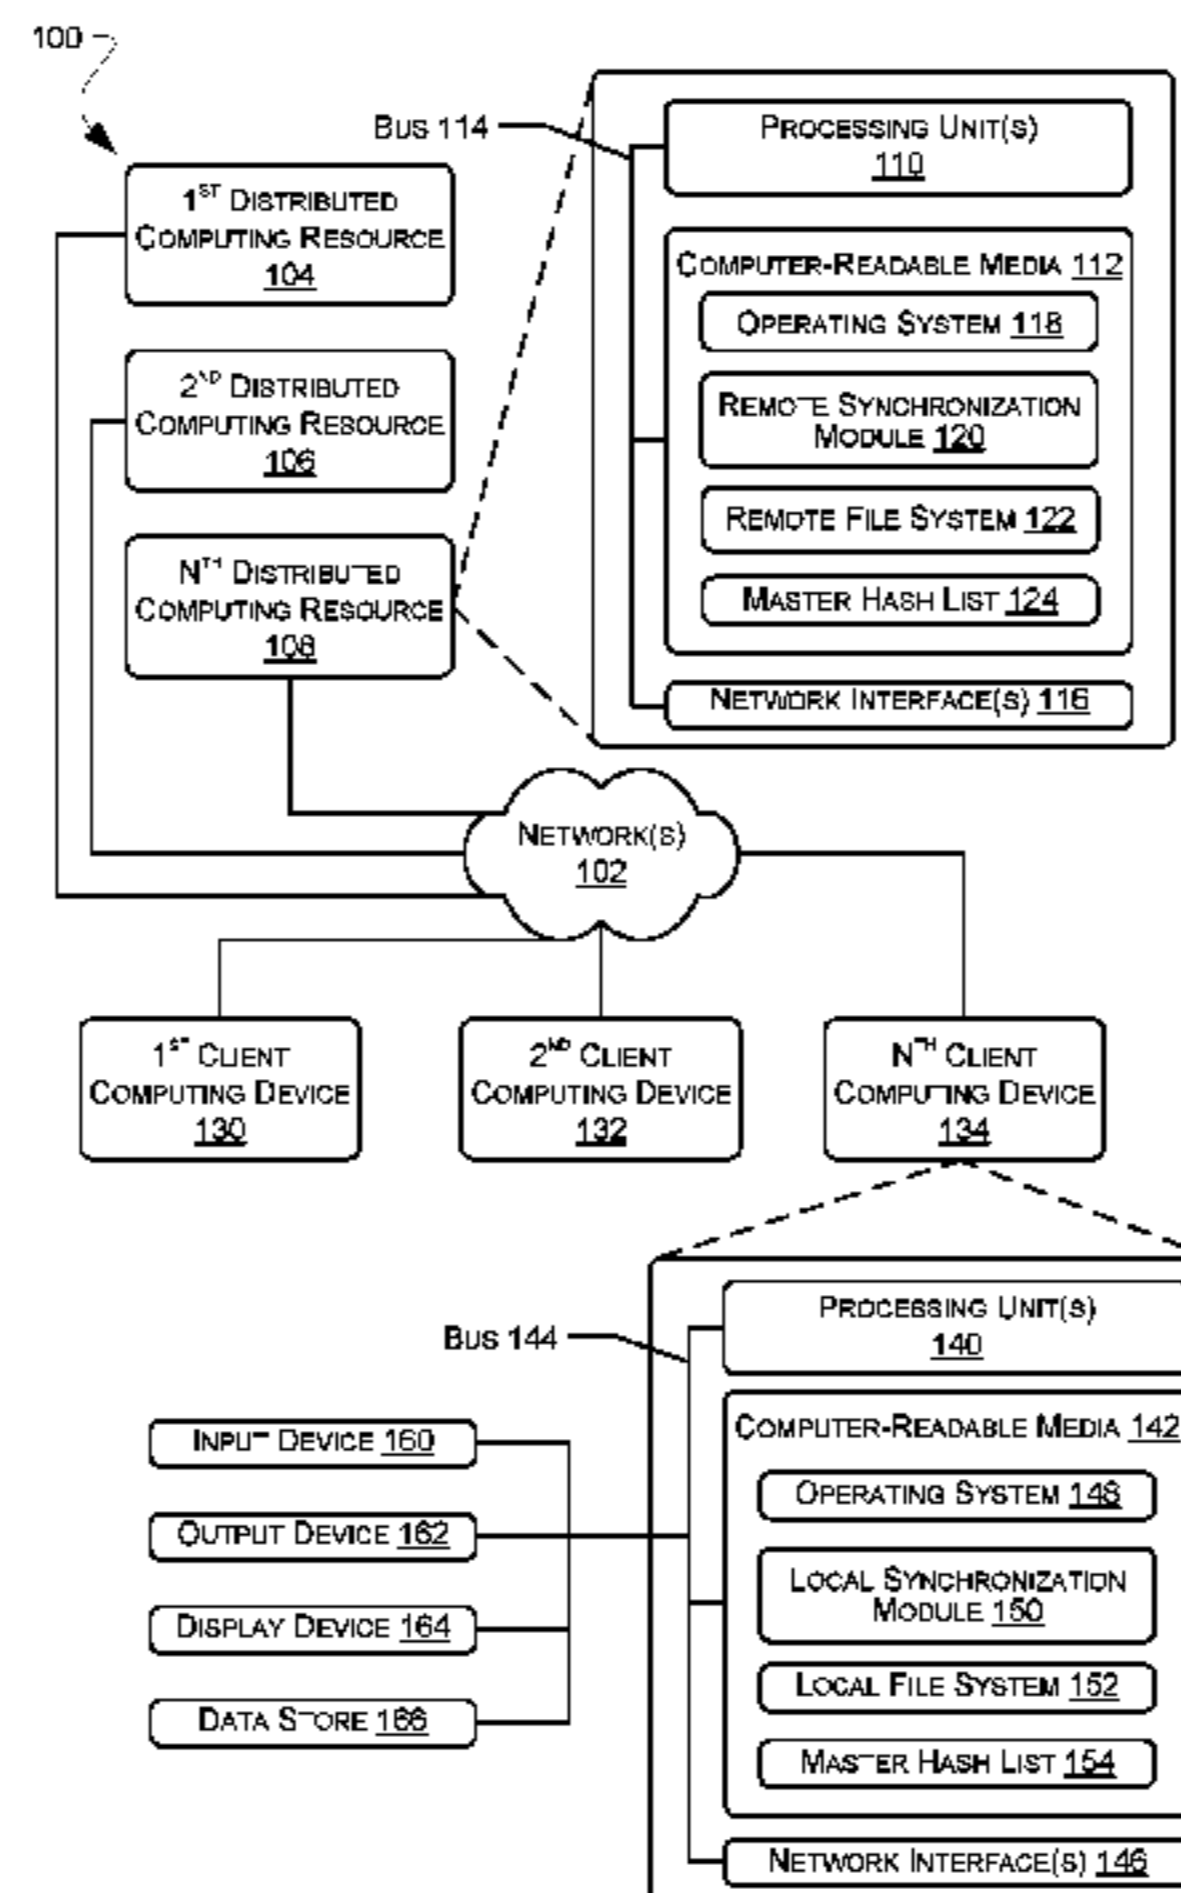 100
BUS 114
PROCESSING UNIT(S)
110
1ST DISTRIBUTED
COMPUTING RESOURCE
104
COMPUTER-READABLE MEDIA 112
OPERATING SYSTEM 118
2ND DISTRIBUTED
COMPUTING RESOURCE
106
REMOTE SYNCHRONIZATION
MODULE 120
REMOTE FILE SYSTEM 122
NTH DISTRIBUTED
COMPUTING RESOURCE
108
MASTER HASH LIST 124
NETWORK INTERFACE(S) 116
NETWORK(S)
102
1ST CLIENT
COMPUTING DEVICE
130
2ND CLIENT
COMPUTING DEVICE
132
NTH CLIENT
COMPUTING DEVICE
134
BUS 144
PROCESSING UNIT(S)
140
COMPUTER-READABLE MEDIA 142
INPUT DEVICE 160
OPERATING SYSTEM 148
OUTPUT DEVICE 162
LOCAL SYNCHRONIZATION
MODULE 150
DISPLAY DEVICE 164
LOCAL FILE SYSTEM 152
DATA STORE 166
MASTER HASH LIST 154
NETWORK INTERFACE(S) 146